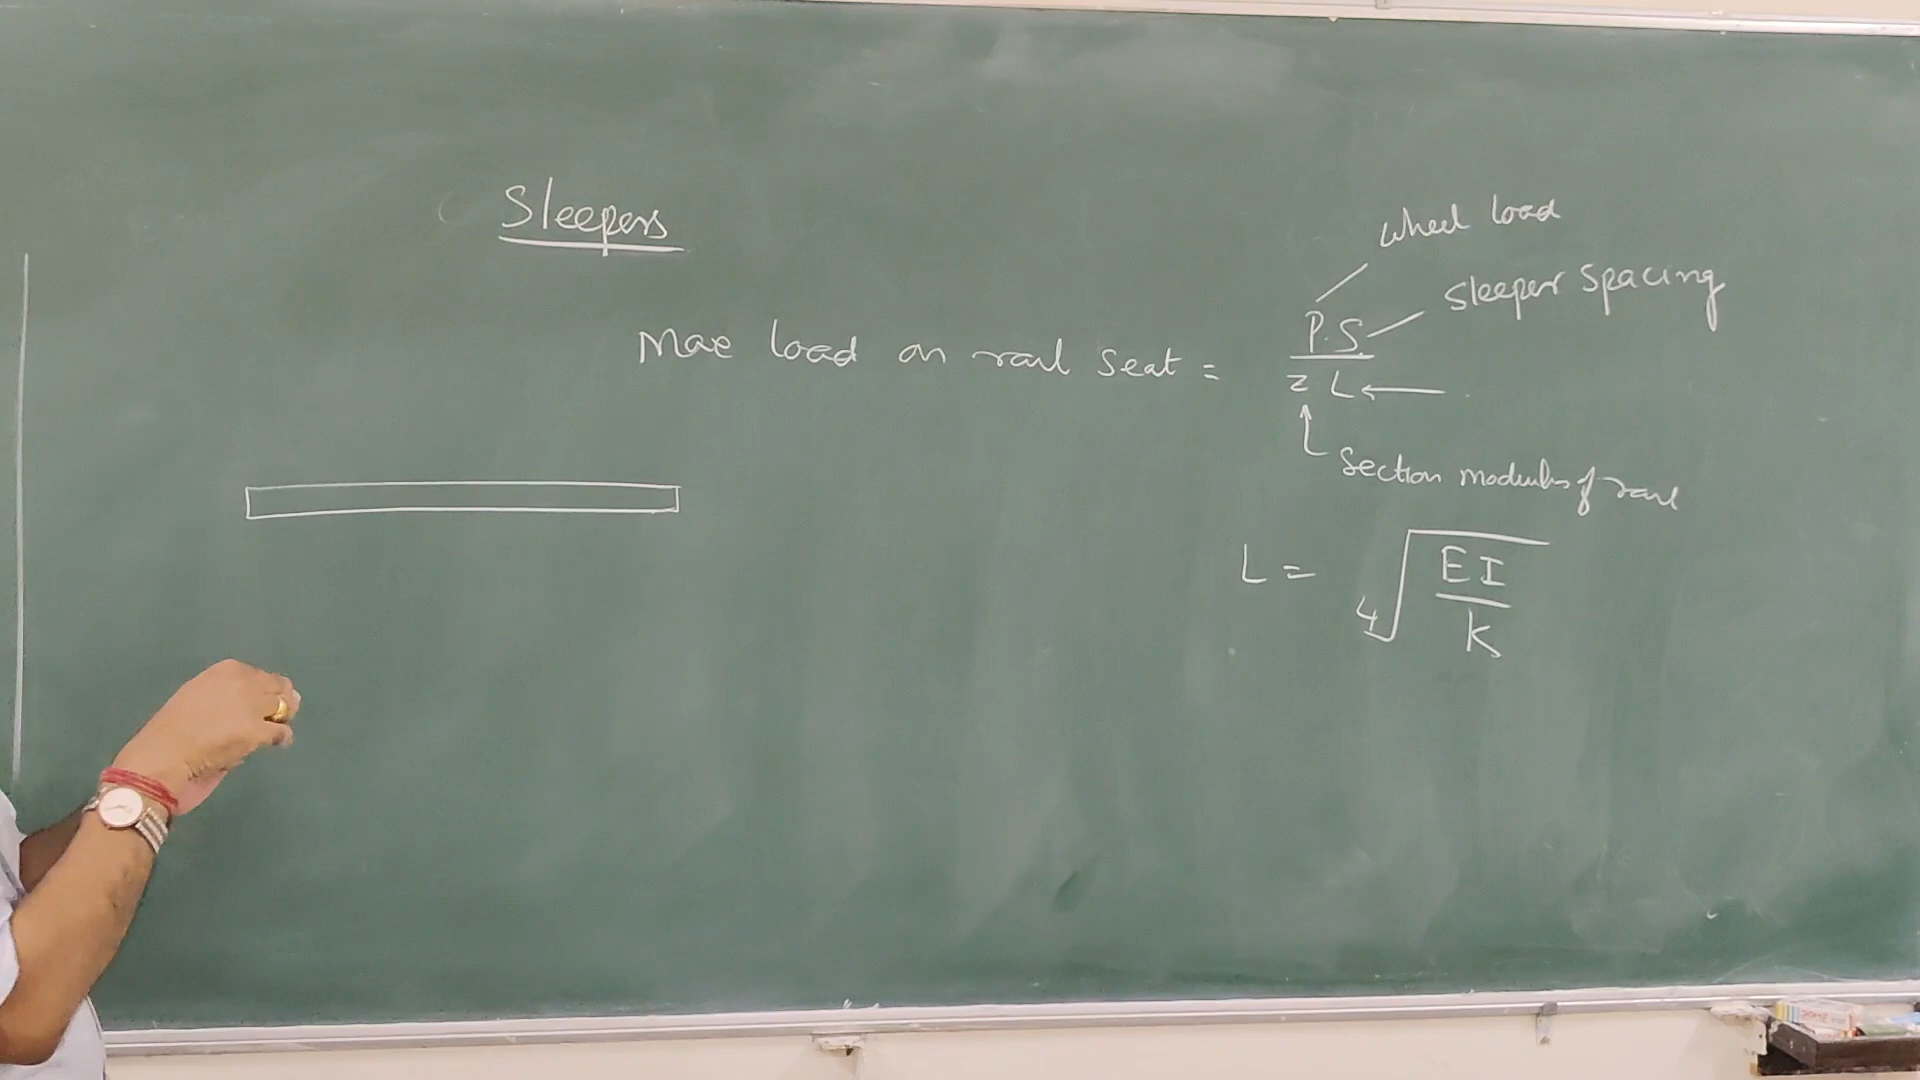 Sleepers
wheel load
Sleeper Spacing
Max load on rail seat = P.S. / z L
Section modulus of rail
L = 4√(EI / k)